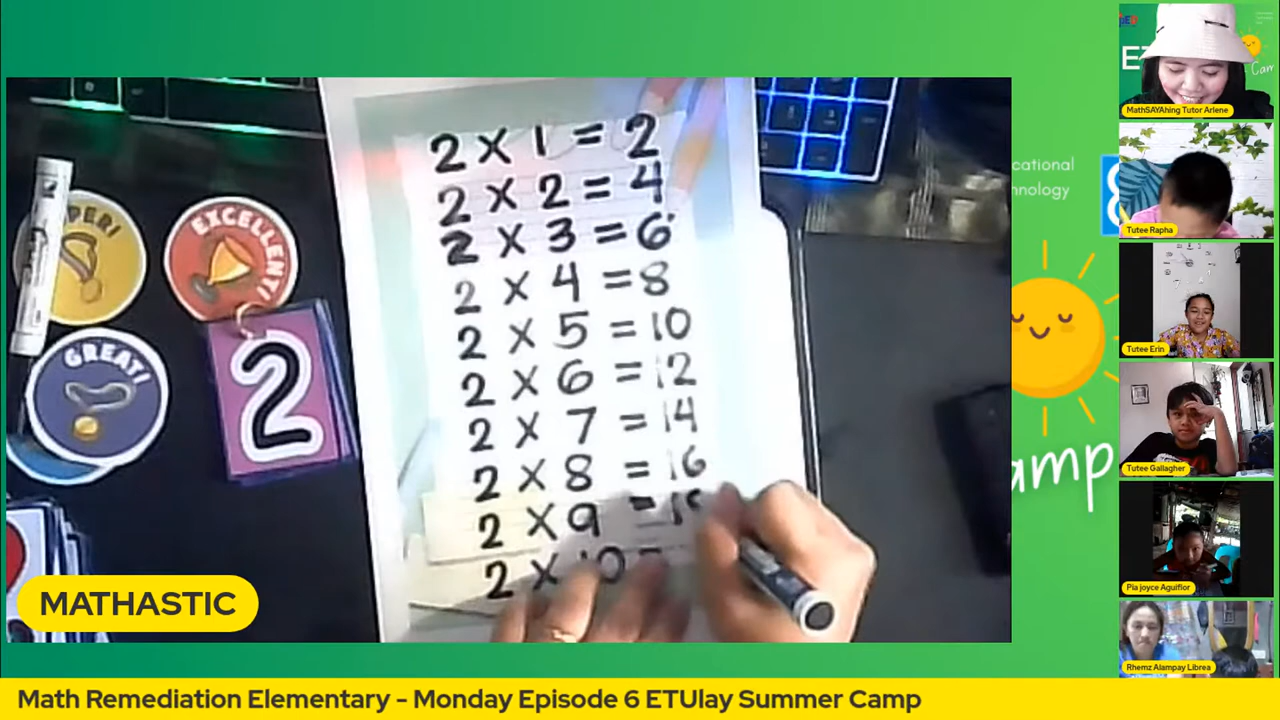 2 X 1 = 2
2 X 2 = 4
2 X 3 = 6
2 X 4 = 8
2 X 5 = 10
2 X 6 = 12
2 X 7 = 14
2 X 8 = 16
2 X 9 =
2 X 10
EXCELLENT!
GREAT!
2
MATHASTIC
Math Remediation Elementary - Monday Episode 6 ETUlay Summer Camp
MathSAYAhing Tutor Arlene
Tutee Rapha
Tutee Erin
Tutee Gallagher
Pia joyce Aguiflor
Rhemz Alampay Librea